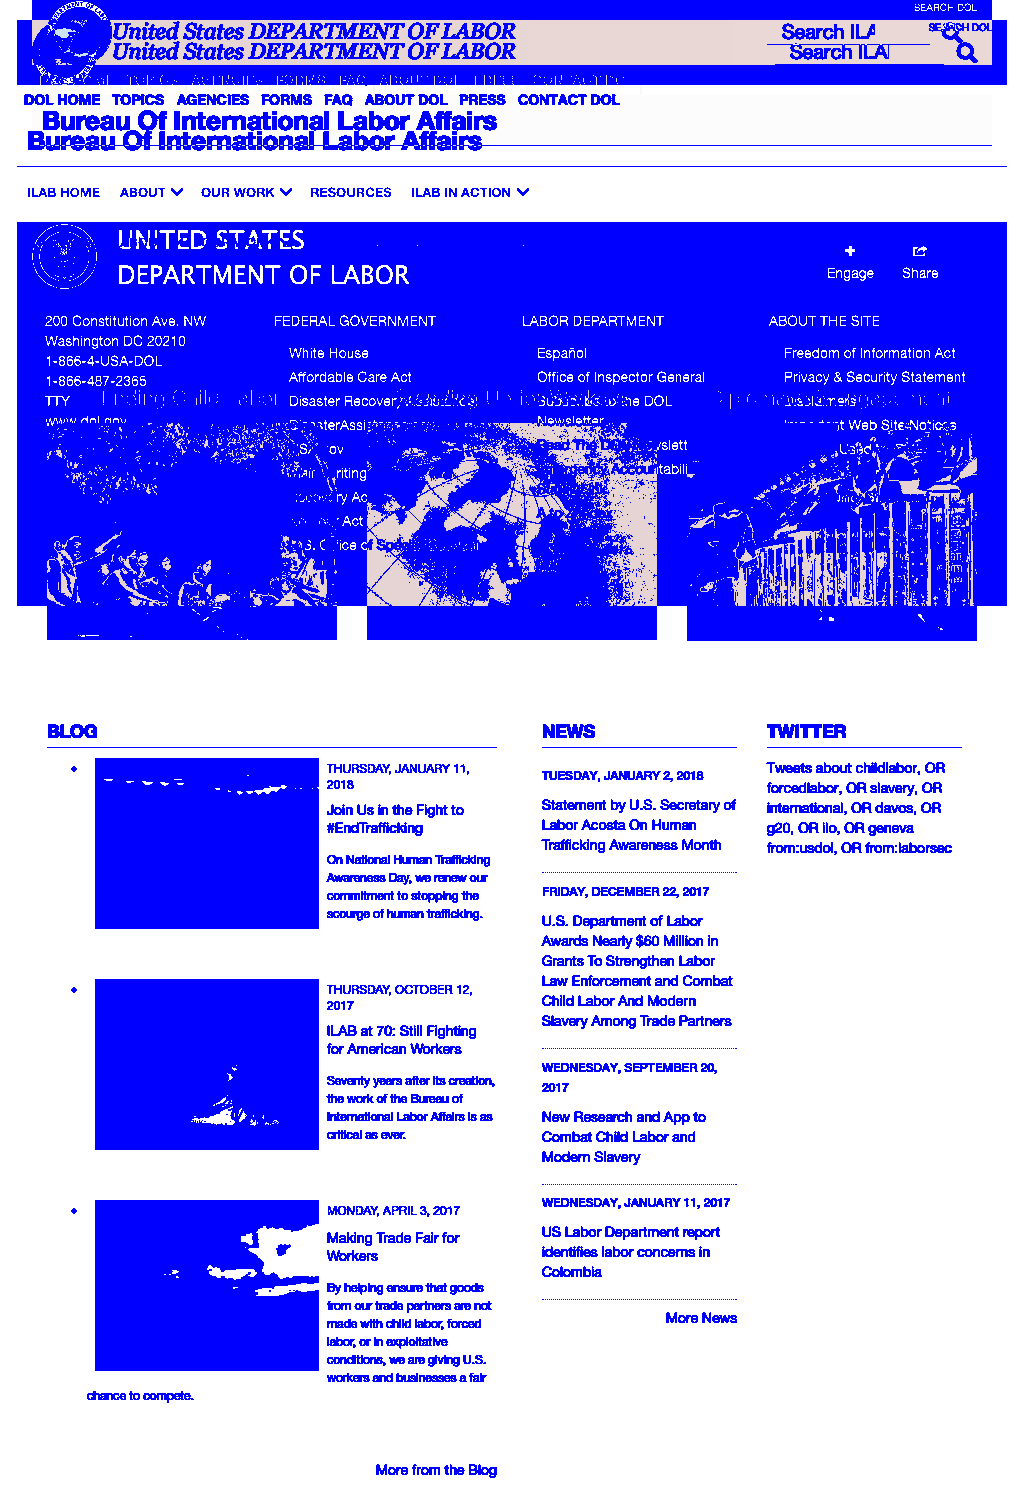 SEARCH DOL
United States DEPARTMENT OF LABOR
Search ILA
SEARCH DOL
United States DEPARTMENT OF LABOR
Search ILA
TOPICS AGENCIES FORMS FAQ ABOUT DOL PRESS CONTACT DOL
DOL HOME TOPICS AGENCIES FORMS FAQ ABOUT DOL PRESS CONTACT DOL
Bureau Of International Labor Affairs
Bureau Of International Labor Affairs
ILAB HOME ABOUT OUR WORK RESOURCES ILAB IN ACTION
UNITED STATES
DEPARTMENT OF LABOR
Engage Share
200 Constitution Ave. NW
Washington DC 20210
1-866-4-USA-DOL
1-866-487-2365
TTY
www.dol.gov
FEDERAL GOVERNMENT
White House
Affordable Care Act
Disaster Recovery
LABOR DEPARTMENT
Español
Office of Inspector General
Subscribe to the DOL
Newsletter
ABOUT THE SITE
Freedom of Information Act
Privacy & Security Statement
Disclaimers
Important Web Site Notices
Ending Child Labor
BLOG
THURSDAY, JANUARY 11,
2018
Join Us in the Fight to
#EndTrafficking
On National Human Trafficking
Awareness Day, we renew our
commitment to stopping the
scourge of human trafficking.
THURSDAY, OCTOBER 12,
2017
ILAB at 70: Still Fighting
for American Workers
Seventy years after its creation,
the work of the Bureau of
International Labor Affairs is as
critical as ever.
MONDAY, APRIL 3, 2017
Making Trade Fair for
Workers
By helping ensure that goods
from our trade partners are not
made with child labor, forced
labor, or in exploitative
conditions, we are giving U.S.
workers and businesses a fair
chance to compete.
More from the Blog
NEWS
TUESDAY, JANUARY 2, 2018
Statement by U.S. Secretary of
Labor Acosta On Human
Trafficking Awareness Month
FRIDAY, DECEMBER 22, 2017
U.S. Department of Labor
Awards Nearly $60 Million in
Grants To Strengthen Labor
Law Enforcement and Combat
Child Labor And Modern
Slavery Among Trade Partners
WEDNESDAY, SEPTEMBER 20,
2017
New Research and App to
Combat Child Labor and
Modern Slavery
WEDNESDAY, JANUARY 11, 2017
US Labor Department report
identifies labor concerns in
Colombia
More News
TWITTER
Tweets about childlabor, OR
forcedlabor, OR slavery, OR
international, OR davos, OR
g20, OR ilo, OR geneva
from:usdol, OR from:laborsec